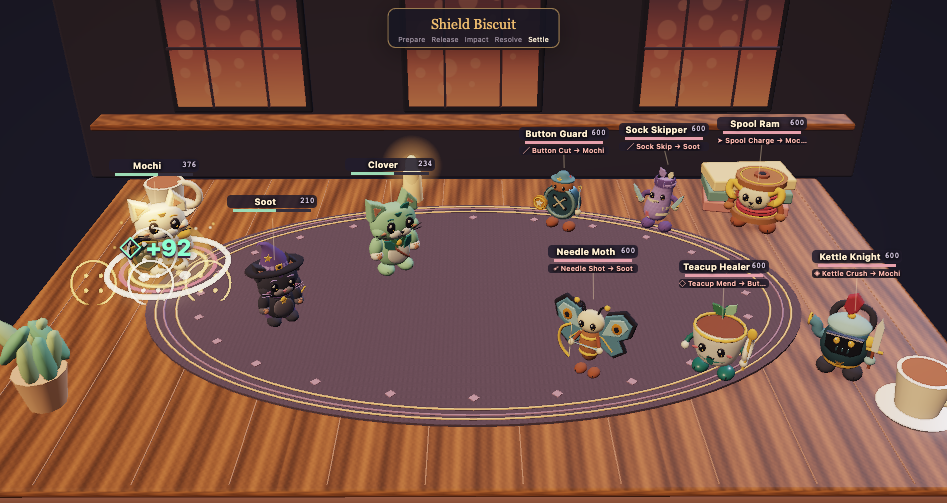 Shield Biscuit
Prepare Release Impact Resolve Settle
Mochi 376
Soot 210
Clover 234
Button Guard 600
Button Cut → Mochi
Sock Skipper 600
Sock Skip → Soot
Spool Ram 600
Spool Charge → Moc...
+92
Needle Moth 600
Needle Shot → Soot
Teacup Healer 600
Teacup Mend → But...
Kettle Knight 600
Kettle Crush → Mochi